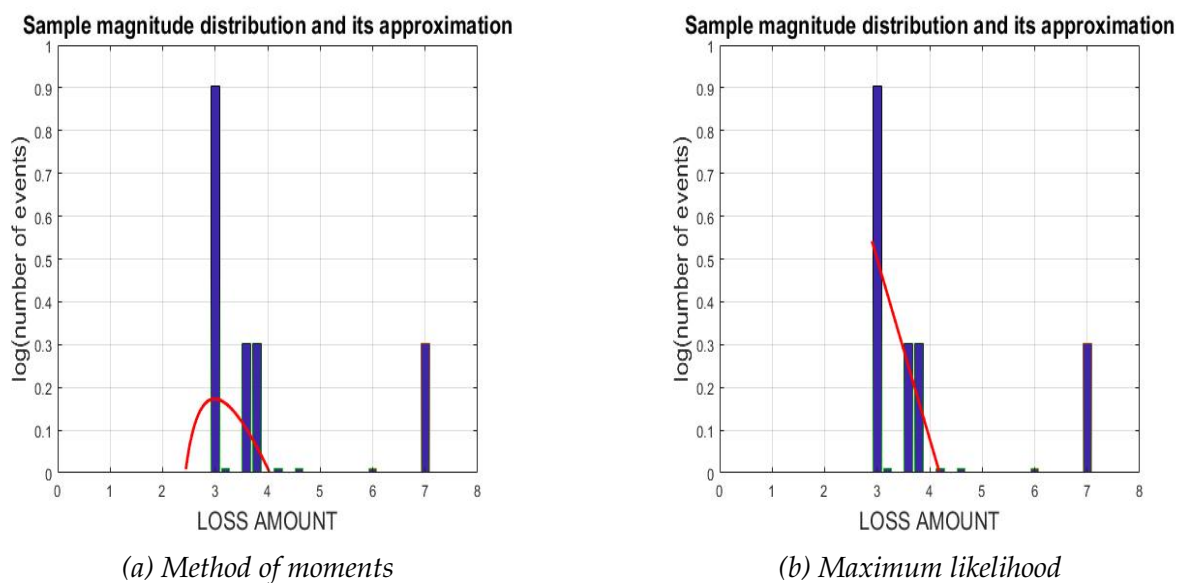 Sample magnitude distribution and its approximation
1
0.9
0.8
0.7
0.6
0.5
0.4
0.3
0.2
0.1
0
log(number of events)
0 1 2 3 4 5 6 7 8
LOSS AMOUNT
(a) Method of moments
Sample magnitude distribution and its approximation
1
0.9
0.8
0.7
0.6
0.5
0.4
0.3
0.2
0.1
0
log(number of events)
0 1 2 3 4 5 6 7 8
LOSS AMOUNT
(b) Maximum likelihood